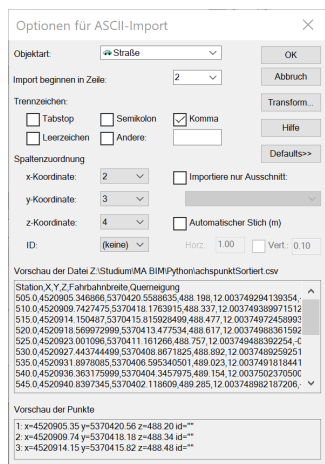 Optionen für ASCII-Import
Objektart: Straße OK
Import beginnen in Zeile: 2 Abbruch
Trennzeichen: Transform...
Tabstop Semikolon Komma
Leerzeichen Andere: Hilfe
Spaltenzuordnung Defaults>>
x-Koordinate: 2 Importiere nur Ausschnitt:
y-Koordinate: 3
z-Koordinate: 4 Automatischer Stich (m)
ID: (keine) Horz.: 1.00 Vert.: 0.10
Vorschau der Datei Z:\Studium\MA BIM\Python\achspunktSortiert.csv
Station,X,Y,Z,Fahrbahnbreite,Querneigung
505.0,4520905.346866,5370420.5588635,488.198,12.003749294139354,-
510.0,4520909.7427475,5370418.1763915,488.337,12.003749389971512
515.0,4520914.150487,5370415.815928499,488.477,12.003749724589933
520.0,4520918.569972999,5370413.477534,488.617,12.00374988361592
525.0,4520923.001096,5370411.161266,488.757,12.003749488392254,-0
530.0,4520927.443744499,5370408.8671825,488.892,12.0037489259251
535.0,4520931.8978085,5370406.595340501,489.023,12.0037491818441
540.0,4520936.363175999,5370404.3457975,489.154,12.0037502370500
545.0,4520940.8397345,5370402.118609,489.285,12.003748982187206,-
Vorschau der Punkte
1: x=4520905.35 y=5370420.56 z=488.20 id=""
2: x=4520909.74 y=5370418.18 z=488.34 id=""
3: x=4520914.15 y=5370415.82 z=488.48 id=""